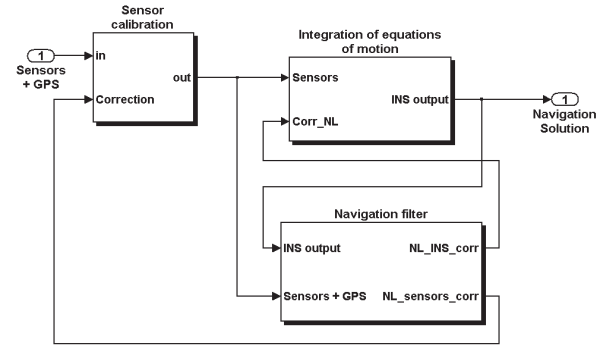 Sensor
calibration
1
Sensors
+ GPS
in
out
Correction
Integration of equations
of motion
Sensors
INS output
Corr_NL
1
Navigation
Solution
Navigation filter
INS output
NL_INS_corr
Sensors + GPS
NL_sensors_corr